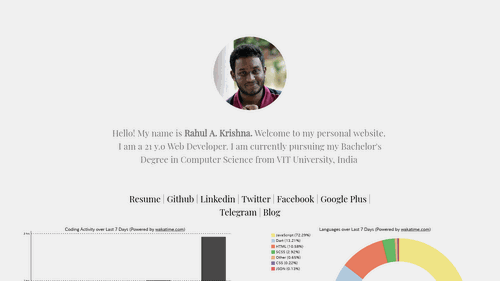 Hello! My name is Rahul A. Krishna. Welcome to my personal website.
I am a 21 y.o Web Developer. I am currently pursuing my Bachelor's
Degree in Computer Science from VIT University, India
Resume | Github | Linkedin | Twitter | Facebook | Google Plus |
Telegram | Blog
Coding Activity over Last 7 Days (Powered by wakatime.com)
Languages over Last 7 Days (Powered by wakatime.com)
JavaScript (72.29%)
Dart (13.21%)
HTML (10.58%)
SCSS (2.92%)
Other (0.65%)
CSS (0.22%)
JSON (0.13%)